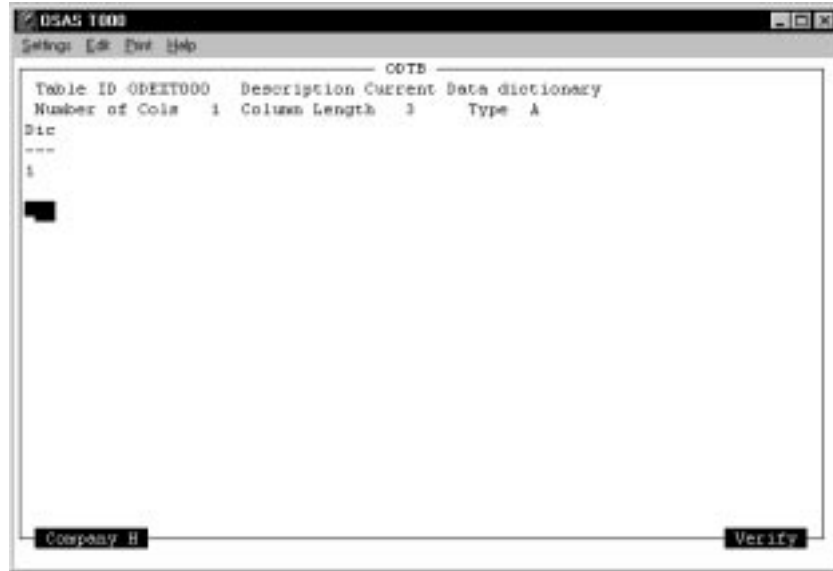 OSAS T000
Settings Edit Print Help
ODTB
Table ID ODEXT000 Description Current Data dictionary
Number of Cols 1 Column Length 3 Type A
Dic
---
1
Company H
Verify